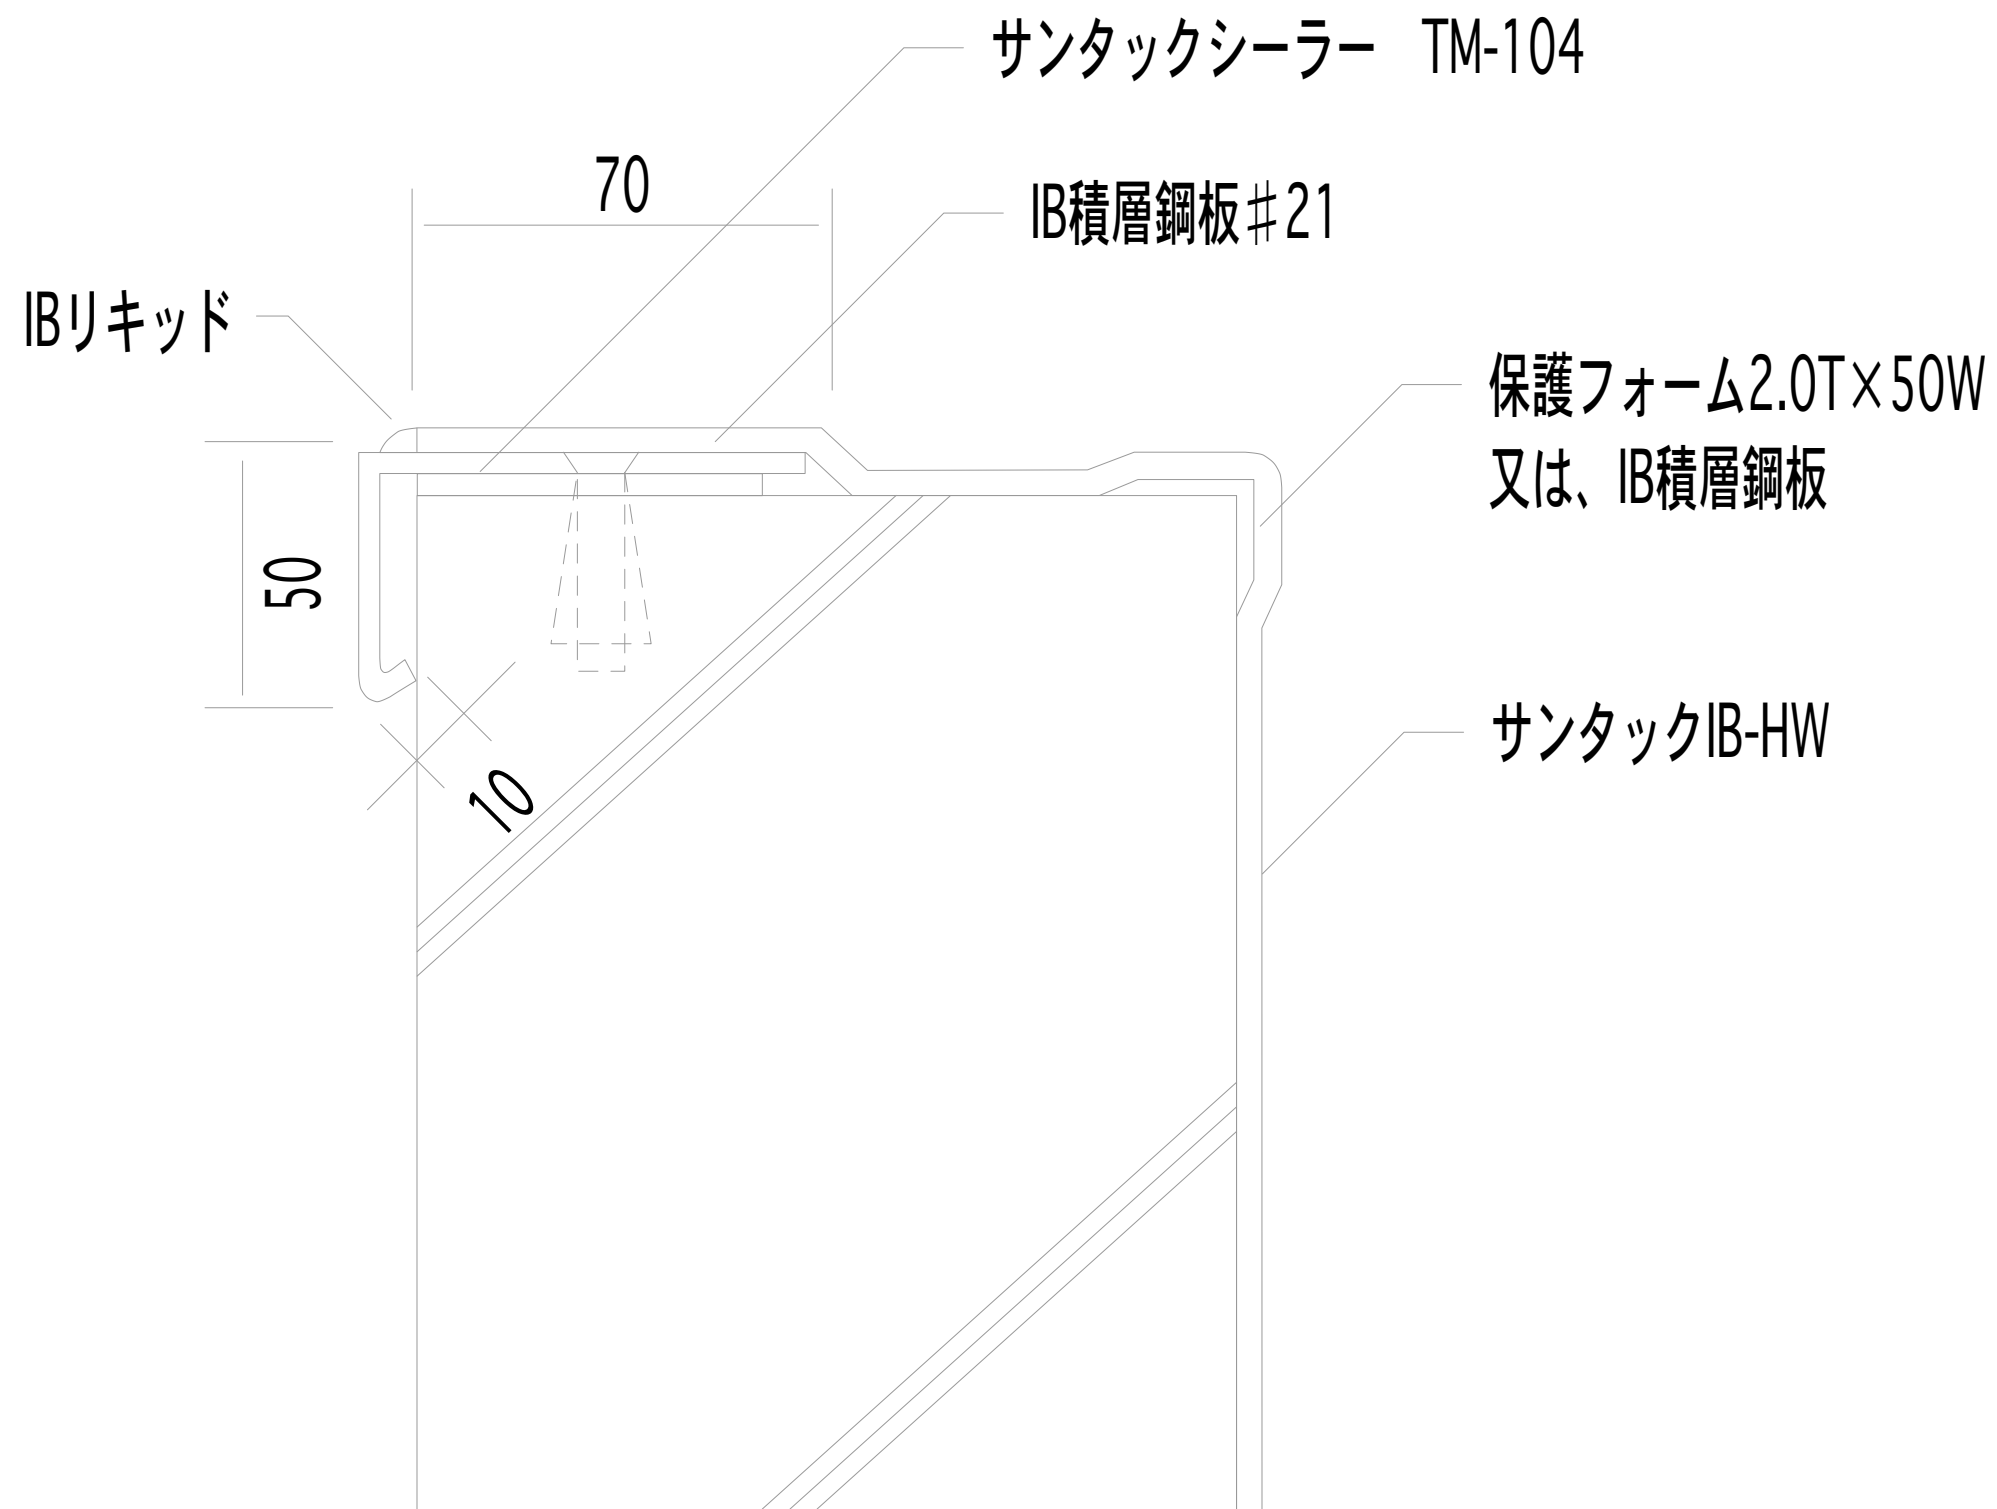 サンタックシーラー　TM-104
70
IB積層鋼板♯21
IBリキッド
保護フォーム2.0T×50W
又は、IB積層鋼板
50
サンタックIB-HW
10